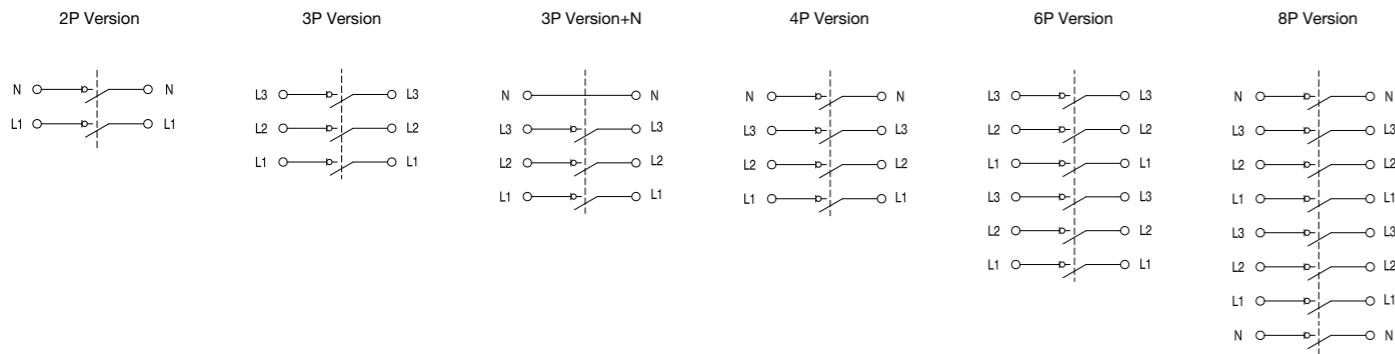 2P Version
N N
L1 L1
3P Version
L3 L3
L2 L2
L1 L1
3P Version+N
N N
L3 L3
L2 L2
L1 L1
4P Version
N N
L3 L3
L2 L2
L1 L1
6P Version
L3 L3
L2 L2
L1 L1
L3 L3
L2 L2
L1 L1
8P Version
N N
L3 L3
L2 L2
L1 L1
L3 L3
L2 L2
L1 L1
N N